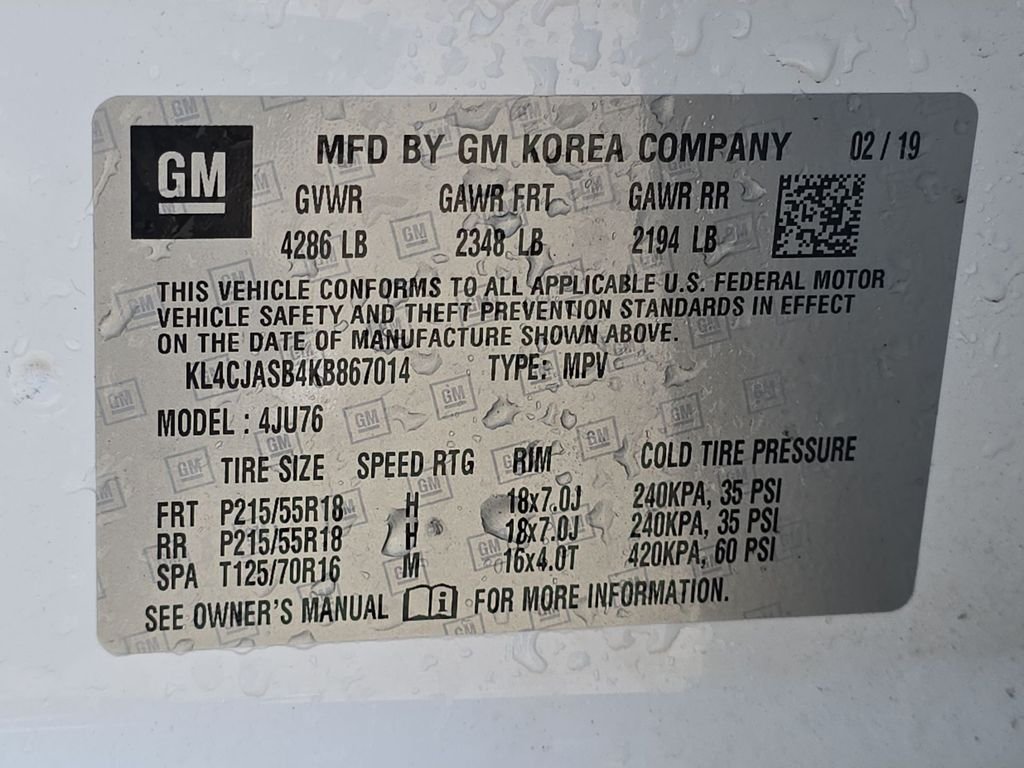 GM MFD BY GM KOREA COMPANY 02 / 19
GVWR GAWR FRT GAWR RR
4286 LB 2348 LB 2194 LB
THIS VEHICLE CONFORMS TO ALL APPLICABLE U.S. FEDERAL MOTOR
VEHICLE SAFETY AND THEFT PREVENTION STANDARDS IN EFFECT
ON THE DATE OF MANUFACTURE SHOWN ABOVE.
KL4CJASB4KB867014 TYPE: MPV
MODEL : 4JU76
TIRE SIZE SPEED RTG RIM COLD TIRE PRESSURE
FRT P215/55R18 H 18x7.0J 240KPA, 35 PSI
RR P215/55R18 H 18x7.0J 240KPA, 35 PSI
SPA T125/70R16 M 16x4.0T 420KPA, 60 PSI
SEE OWNER'S MANUAL FOR MORE INFORMATION.